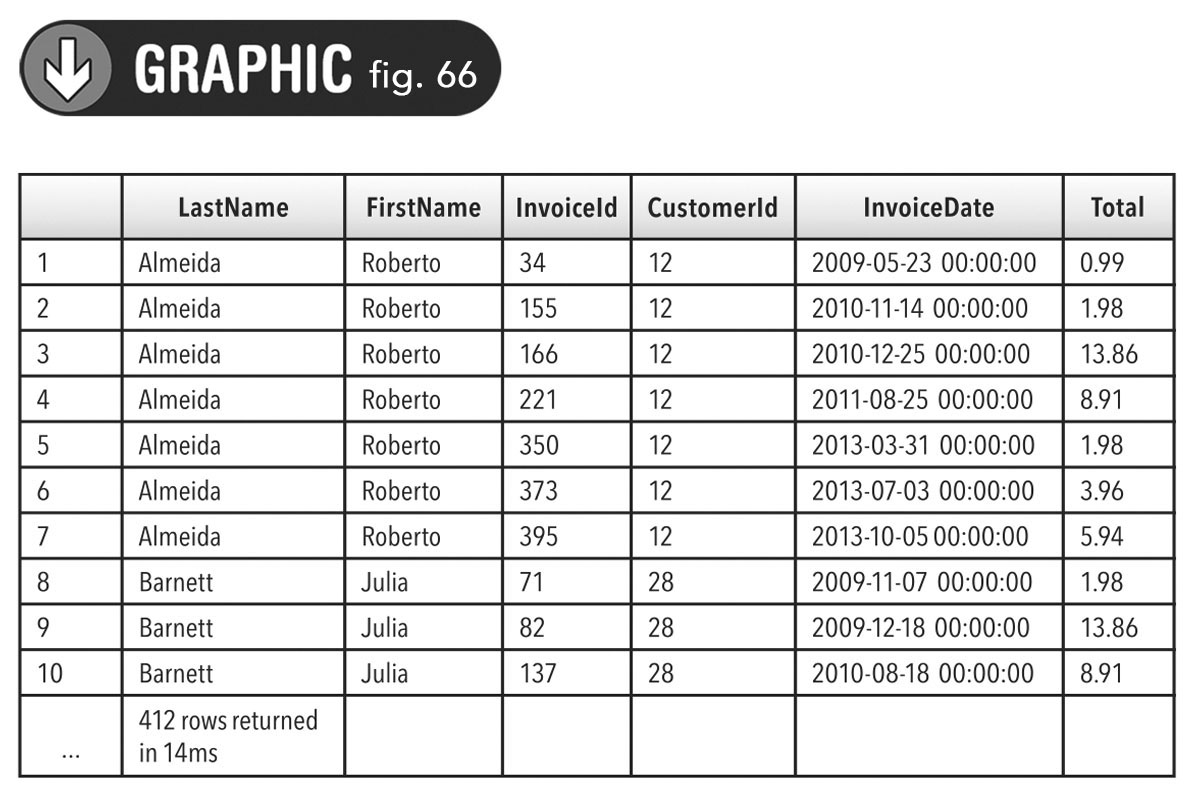 GRAPHIC fig. 66
LastName FirstName InvoiceId CustomerId InvoiceDate Total
1 Almeida Roberto 34 12 2009-05-23 00:00:00 0.99
2 Almeida Roberto 155 12 2010-11-14 00:00:00 1.98
3 Almeida Roberto 166 12 2010-12-25 00:00:00 13.86
4 Almeida Roberto 221 12 2011-08-25 00:00:00 8.91
5 Almeida Roberto 350 12 2013-03-31 00:00:00 1.98
6 Almeida Roberto 373 12 2013-07-03 00:00:00 3.96
7 Almeida Roberto 395 12 2013-10-05 00:00:00 5.94
8 Barnett Julia 71 28 2009-11-07 00:00:00 1.98
9 Barnett Julia 82 28 2009-12-18 00:00:00 13.86
10 Barnett Julia 137 28 2010-08-18 00:00:00 8.91
412 rows returned
... in 14ms